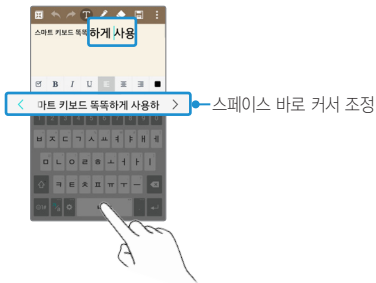 스마트 키보드 똑똑하게 사용
B I U
마트 키보드 똑똑하게 사용하
스페이스 바로 커서 조정
ㅂ ㅈ ㄷ ㄱ ㅅ ㅛ ㅕ ㅑ ㅐ ㅔ
ㅁ ㄴ ㅇ ㄹ ㅎ ㅗ ㅓ ㅏ ㅣ
ㅋ ㅌ ㅊ ㅍ ㅠ ㅜ ㅡ